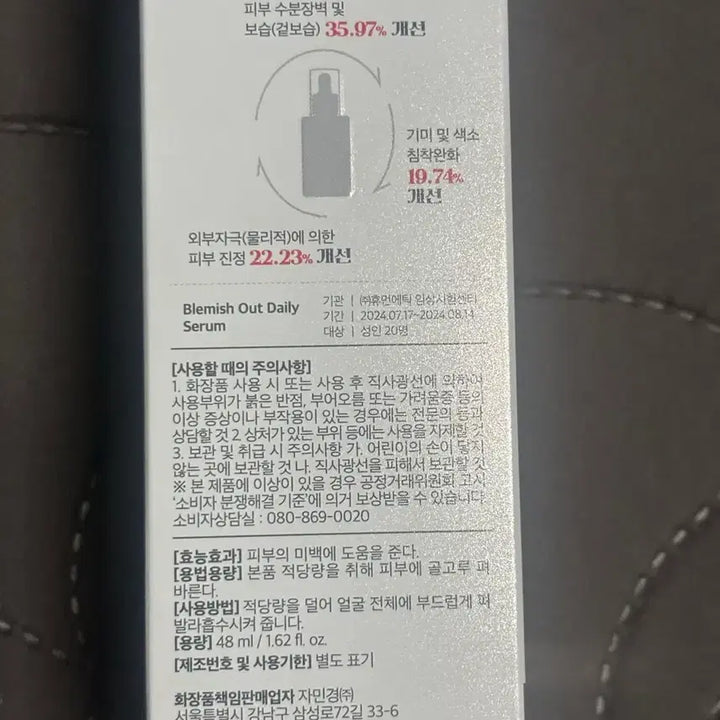 피부 수분장벽 및
보습(겉보습) 35.97% 개선
기미 및 색소
침착완화
19.74%
개선
외부자극(물리적)에 의한
피부 진정 22.23% 개선
Blemish Out Daily
Serum
기관 | ㈜휴먼에틱 임상시험센터
기간 | 2024.07.17~2024.08.14
대상 | 성인 20명
[사용할 때의 주의사항]
1. 화장품 사용 시 또는 사용 후 직사광선에 의하여
사용부위가 붉은 반점, 부어오름 또는 가려움증 등의
이상 증상이나 부작용이 있는 경우에는 전문의 등과
상담할 것 2. 상처가 있는 부위 등에는 사용을 자제할 것
3. 보관 및 취급 시 주의사항 가. 어린이의 손이 닿지
않는 곳에 보관할 것 나. 직사광선을 피해서 보관할 것
※ 본 제품에 이상이 있을 경우 공정거래위원회 고시
‘소비자 분쟁해결 기준’에 의거 보상받을 수 있습니다.
소비자상담실 : 080-869-0020
[효능효과] 피부의 미백에 도움을 준다.
[용법용량] 본품 적당량을 취해 피부에 골고루 펴
바른다.
[사용방법] 적당량을 덜어 얼굴 전체에 부드럽게 펴
발라흡수시켜 줍니다.
[용량] 48 ml / 1.62 fl. oz.
[제조번호 및 사용기한] 별도 표기
화장품책임판매업자 자민경㈜
서울특별시 강남구 삼성로72길 33-6